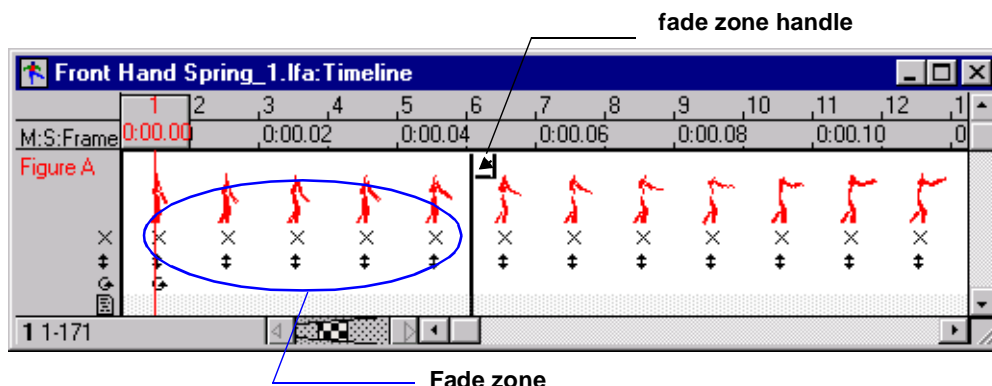 fade zone handle
Front Hand Spring_1.lfa:Timeline
1 2 3 4 5 6 7 8 9 10 11 12 1
M:S:Frame 0:00.00 0:00.02 0:00.04 0:00.06 0:00.08 0:00.10 0
Figure A
1 1-171
Fade zone